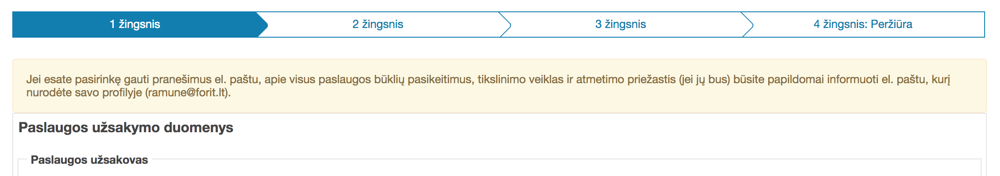 1 žingsnis
2 žingsnis
3 žingsnis
4 žingsnis: Peržiūra
Jei esate pasirinkę gauti pranešimus el. paštu, apie visus paslaugos būklių pasikeitimus, tikslinimo veiklas ir atmetimo priežastis (jei jų bus) būsite papildomai informuoti el. paštu, kurį
nurodėte savo profilyje (ramune@forit.lt).
Paslaugos užsakymo duomenys
Paslaugos užsakovas